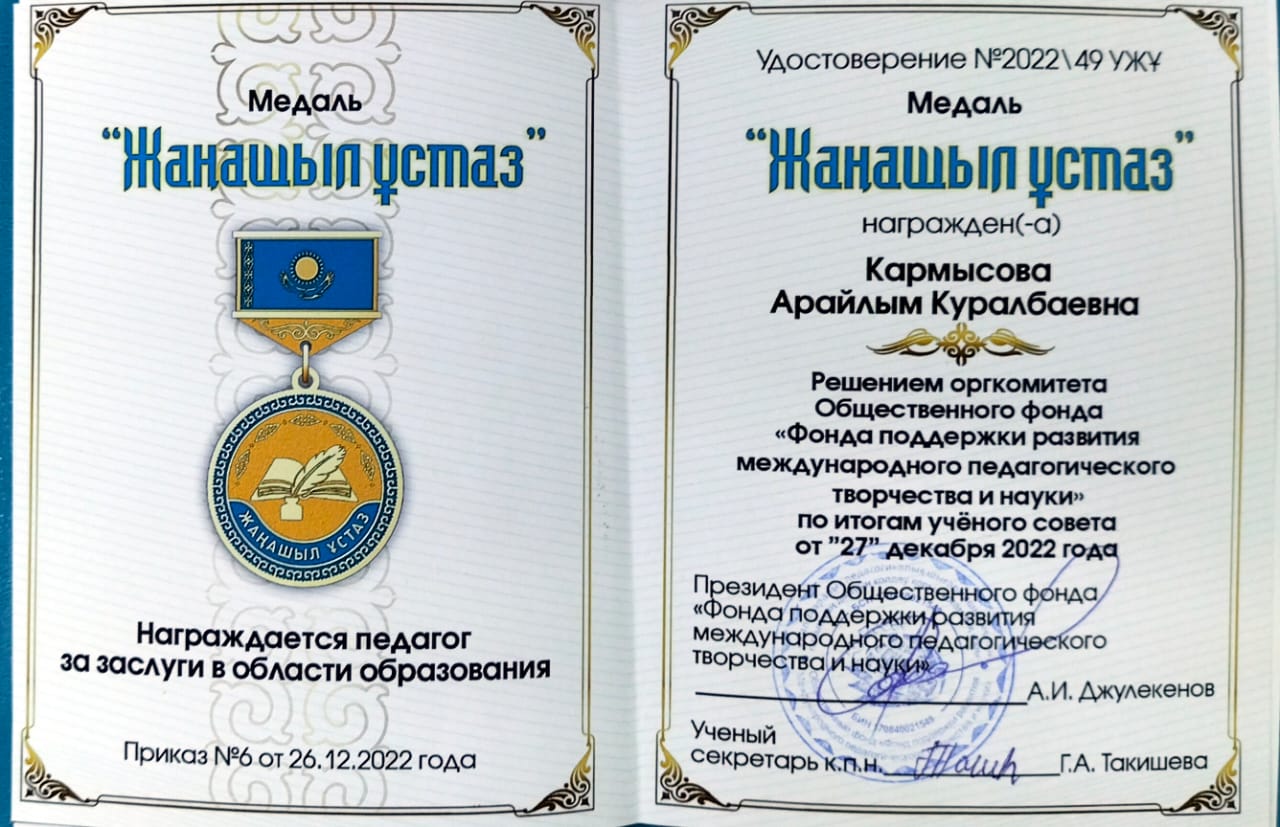 Медаль
“Жаңашыл ұстаз”
ЖАҢАШЫЛ ҰСТАЗ
Награждается педагог
за заслуги в области образования
Приказ №6 от 26.12.2022 года
Удостоверение №2022\49 УЖҰ
Медаль
“Жаңашыл ұстаз”
награжден(-а)
Кармысова
Арайлым Куралбаевна
Решением оргкомитета
Общественного фонда
«Фонда поддержки развития
международного педагогического
творчества и науки»
по итогам учёного совета
от ”27” декабря 2022 года
Президент Общественного фонда
«Фонда поддержки развития
международного педагогического
творчества и науки»
А.И. Джулекенов
Ученый
секретарь к.п.н. Г.А. Такишева